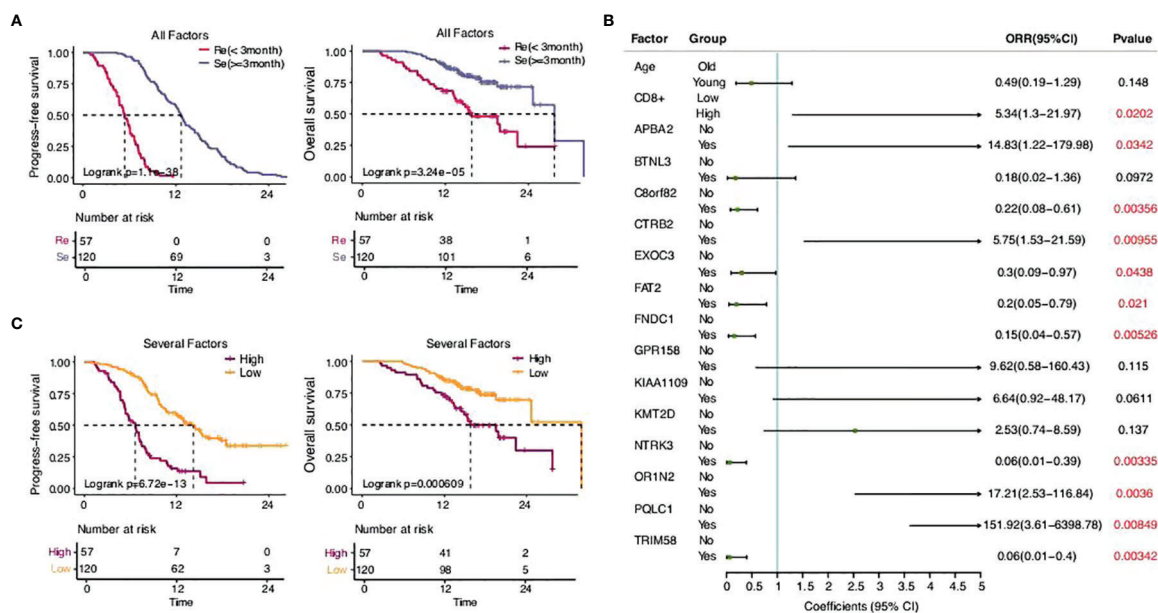 A
All Factors
Re(< 3month)
Se(>=3month)
Progress-free survival
1.00
0.75
0.50
0.25
0.00
Logrank p=1.1e-38
0 12 24
Number at risk
Re 57 0 0
Se 120 69 3
0 12 24
Time
All Factors
Re(< 3month)
Se(>=3month)
Overall survival
1.00
0.75
0.50
0.25
0.00
Logrank p=3.24e-05
0 12 24
Number at risk
Re 57 38 1
Se 120 101 6
0 12 24
Time
B
Factor Group ORR(95%CI) Pvalue
Age Old
Young 0.49(0.19-1.29) 0.148
CD8+ Low
High 5.34(1.3-21.97) 0.0202
APBA2 No
Yes 14.83(1.22-179.98) 0.0342
BTNL3 No
Yes 0.18(0.02-1.36) 0.0972
C8orf82 No
Yes 0.22(0.08-0.61) 0.00356
CTRB2 No
Yes 5.75(1.53-21.59) 0.00955
EXOC3 No
Yes 0.3(0.09-0.97) 0.0438
FAT2 No
Yes 0.2(0.05-0.79) 0.021
FNDC1 No
Yes 0.15(0.04-0.57) 0.00526
GPR158 No
Yes 9.62(0.58-160.43) 0.115
KIAA1109 No
Yes 6.64(0.92-48.17) 0.0611
KMT2D No
Yes 2.53(0.74-8.59) 0.137
NTRK3 No
Yes 0.06(0.01-0.39) 0.00335
OR1N2 No
Yes 17.21(2.53-116.84) 0.0036
PQLC1 No
Yes 151.92(3.61-6398.78) 0.00849
TRIM58 No
Yes 0.06(0.01-0.4) 0.00342
0 0.5 1 1.5 2 2.5 3 3.5 4 4.5 5
Coefficients (95% CI)
C
Several Factors
High
Low
Progress-free survival
1.00
0.75
0.50
0.25
0.00
Logrank p=6.72e-13
0 12 24
Number at risk
High 57 7 0
Low 120 62 3
0 12 24
Time
Several Factors
High
Low
Overall survival
1.00
0.75
0.50
0.25
0.00
Logrank p=0.000609
0 12 24
Number at risk
High 57 41 2
Low 120 98 5
0 12 24
Time